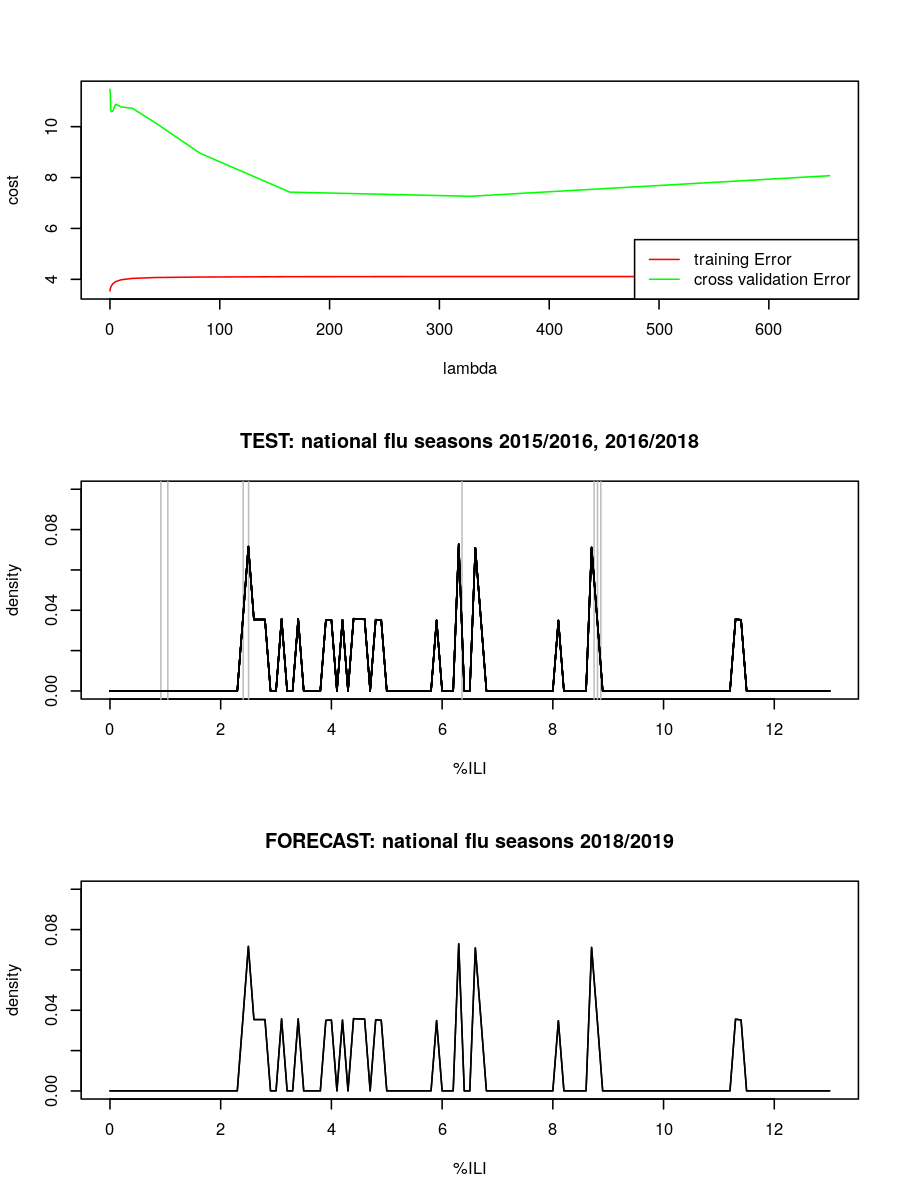 cost
10
8
6
4
training Error
cross validation Error
0 100 200 300 400 500 600
lambda
TEST: national flu seasons 2015/2016, 2016/2018
density
0.08
0.04
0.00
0 2 4 6 8 10 12
%ILI
FORECAST: national flu seasons 2018/2019
density
0.08
0.04
0.00
0 2 4 6 8 10 12
%ILI